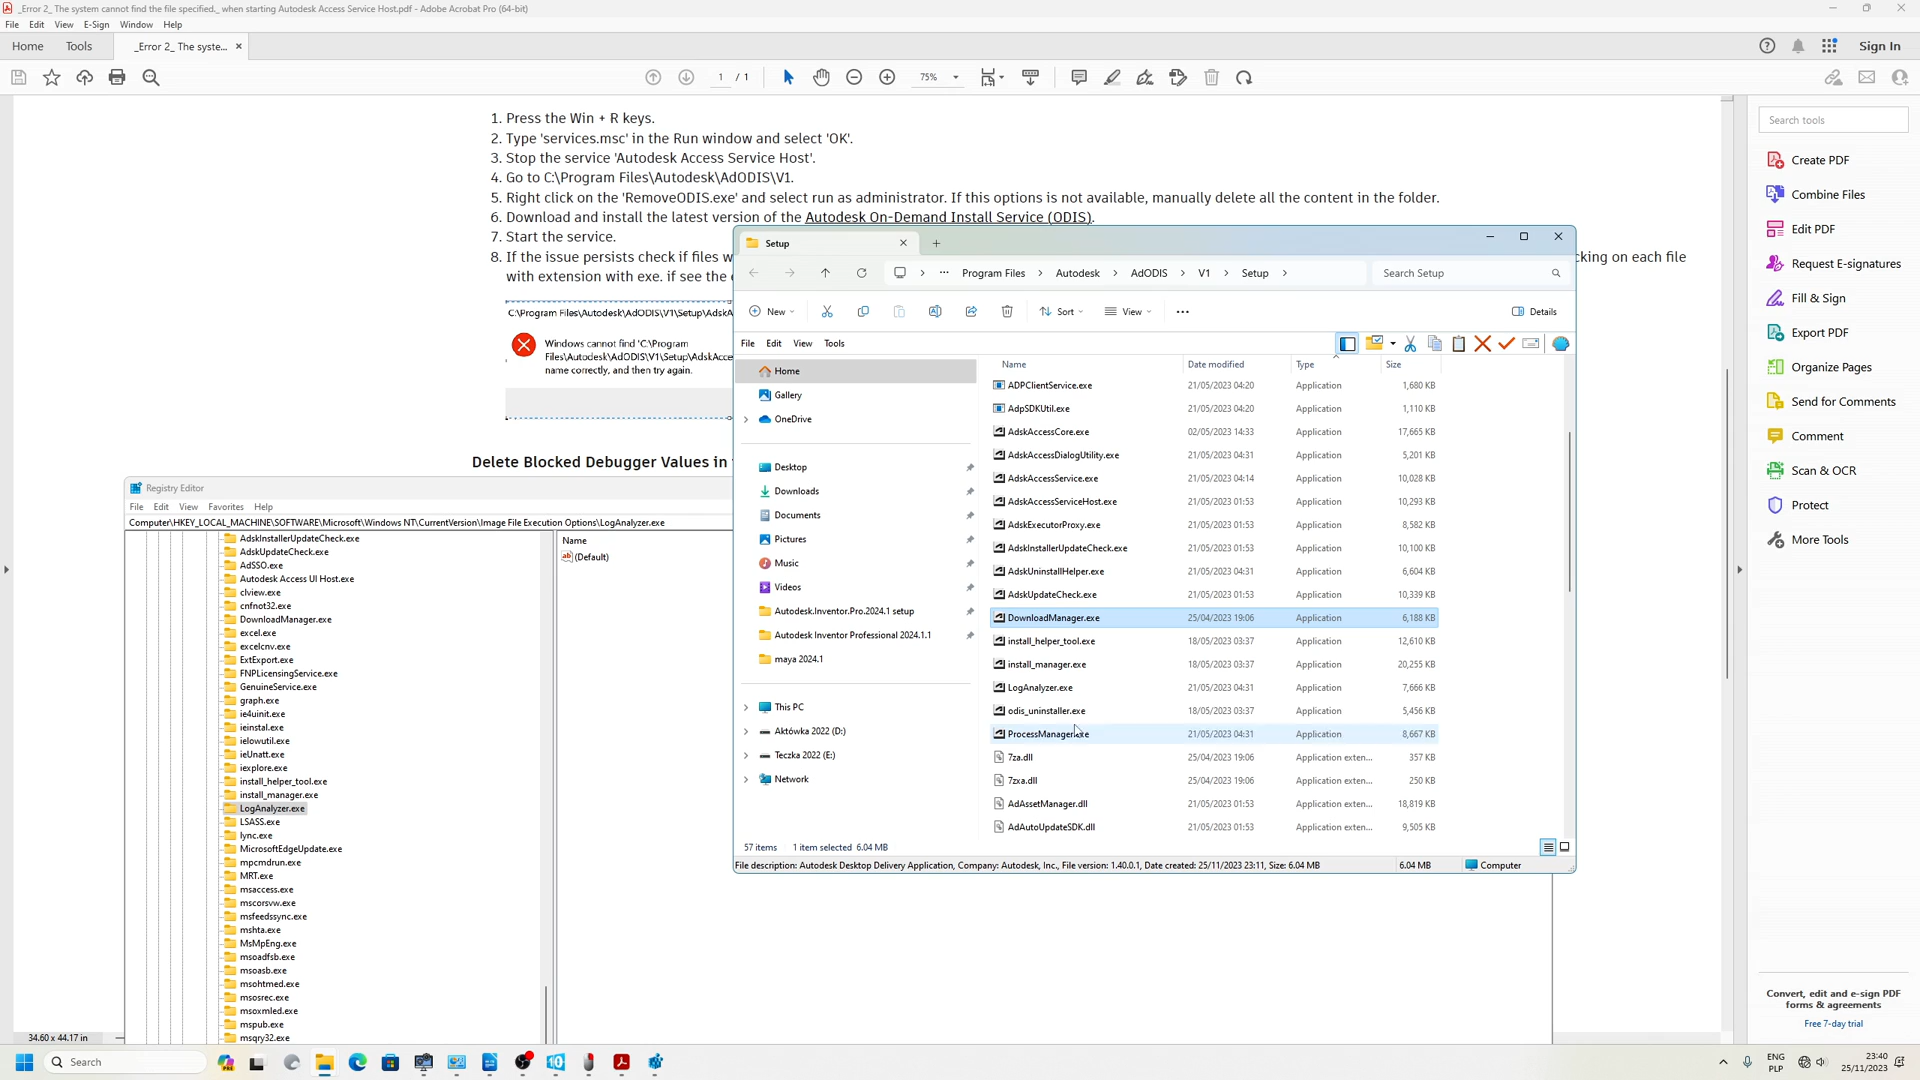 _Error 2_ The system cannot find the file specified._ when starting Autodesk Access Service Host.pdf - Adobe Acrobat Pro (64-bit)
File Edit View E-Sign Window Help
Home Tools _Error 2_ The syste... × Sign In
1 / 1 75%
1. Press the Win + R keys.
2. Type 'services.msc' in the Run window and select 'OK'.
3. Stop the service 'Autodesk Access Service Host'.
4. Go to C:\Program Files\Autodesk\AdODIS\V1.
5. Right click on the 'RemoveODIS.exe' and select run as administrator. If this options is not available, manually delete all the content in the folder.
6. Download and install the latest version of the Autodesk On-Demand Install Service (ODIS).
7. Start the service.
8. If the issue persists check if files w
cking on each file
with extension with exe. if see the
C:\Program Files\Autodesk\AdODIS\V1\Setup\AdskA
Windows cannot find 'C:\Program
Files\Autodesk\AdODIS\V1\Setup\AdskAcce
name correctly, and then try again.
Delete Blocked Debugger Values in
Registry Editor
File Edit View Favorites Help
Computer\HKEY_LOCAL_MACHINE\SOFTWARE\Microsoft\Windows NT\CurrentVersion\Image File Execution Options\LogAnalyzer.exe
AdskInstallerUpdateCheck.exe
AdskUpdateCheck.exe
AdSSO.exe
Autodesk Access UI Host.exe
clview.exe
cnfnot32.exe
DownloadManager.exe
excel.exe
excelcnv.exe
ExtExport.exe
FNPLicensingService.exe
GenuineService.exe
graph.exe
ie4uinit.exe
ieinstal.exe
ielowutil.exe
ieUnatt.exe
iexplore.exe
install_helper_tool.exe
install_manager.exe
LogAnalyzer.exe
LSASS.exe
lync.exe
MicrosoftEdgeUpdate.exe
mpcmdrun.exe
MRT.exe
msaccess.exe
mscorsvw.exe
msfeedssync.exe
mshta.exe
MsMpEng.exe
msoadfsb.exe
msoasb.exe
msohtmed.exe
msosrec.exe
msoxmled.exe
mspub.exe
msqry32.exe
Name
ab (Default)
Setup
Program Files Autodesk AdODIS V1 Setup Search Setup
New Sort View Details
File Edit View Tools
Home
Gallery
OneDrive
Desktop
Downloads
Documents
Pictures
Music
Videos
Autodesk.Inventor.Pro.2024.1 setup
Autodesk Inventor Professional 2024.1.1
maya 2024.1
This PC
Aktówka 2022 (D:)
Teczka 2022 (E:)
Network
Name Date modified Type Size
ADPClientService.exe 21/05/2023 04:20 Application 1,680 KB
AdpSDKUtil.exe 21/05/2023 04:20 Application 1,110 KB
AdskAccessCore.exe 02/05/2023 14:33 Application 17,665 KB
AdskAccessDialogUtility.exe 21/05/2023 04:31 Application 5,201 KB
AdskAccessService.exe 21/05/2023 04:14 Application 10,028 KB
AdskAccessServiceHost.exe 21/05/2023 01:53 Application 10,293 KB
AdskExecutorProxy.exe 21/05/2023 01:53 Application 8,582 KB
AdskInstallerUpdateCheck.exe 21/05/2023 01:53 Application 10,100 KB
AdskUninstallHelper.exe 21/05/2023 04:31 Application 6,604 KB
AdskUpdateCheck.exe 21/05/2023 01:53 Application 10,339 KB
DownloadManager.exe 25/04/2023 19:06 Application 6,188 KB
install_helper_tool.exe 18/05/2023 03:37 Application 12,610 KB
install_manager.exe 18/05/2023 03:37 Application 20,255 KB
LogAnalyzer.exe 21/05/2023 04:31 Application 7,666 KB
odis_uninstaller.exe 18/05/2023 03:37 Application 5,456 KB
ProcessManager.exe 21/05/2023 04:31 Application 8,667 KB
7za.dll 25/04/2023 19:06 Application exten... 357 KB
7zxa.dll 25/04/2023 19:06 Application exten... 250 KB
AdAssetManager.dll 21/05/2023 01:53 Application exten... 18,819 KB
AdAutoUpdateSDK.dll 21/05/2023 01:53 Application exten... 9,505 KB
57 items 1 item selected 6.04 MB
File description: Autodesk Desktop Delivery Application, Company: Autodesk, Inc., File version: 1.40.0.1, Date created: 25/11/2023 23:11, Size: 6.04 MB 6.04 MB Computer
Search tools
Create PDF
Combine Files
Edit PDF
Request E-signatures
Fill & Sign
Export PDF
Organize Pages
Send for Comments
Comment
Scan & OCR
Protect
More Tools
Convert, edit and e-sign PDF
forms & agreements
Free 7-day trial
34.60 x 44.17 in
Search
ENG
PLP
23:40
25/11/2023